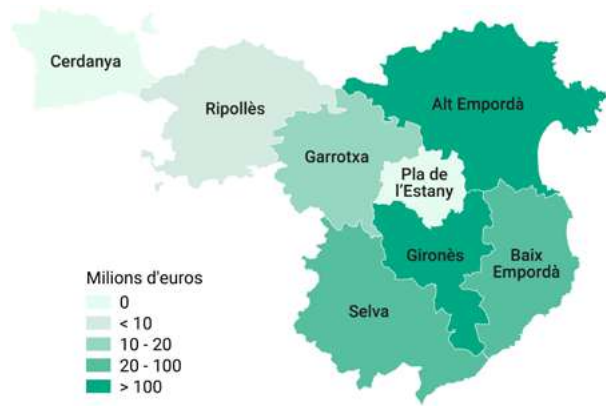 Cerdanya
Ripollès
Alt Empordà
Garrotxa
Pla de
l'Estany
Gironès
Baix
Empordà
Selva
Milions d'euros
0
< 10
10 - 20
20 - 100
> 100